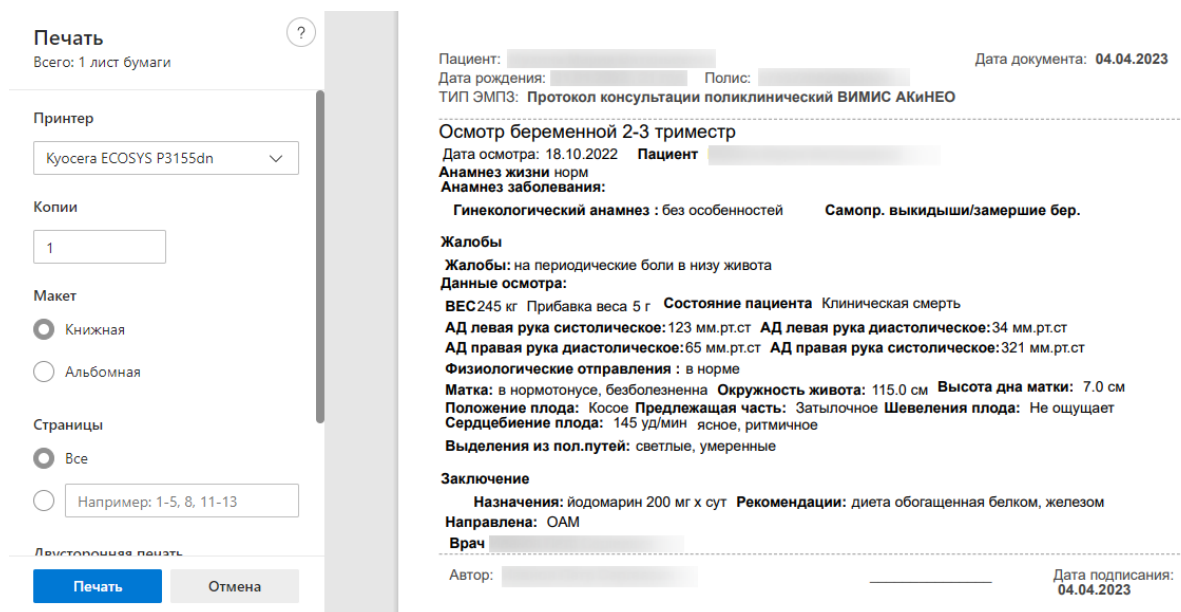 Печать
?
Всего: 1 лист бумаги
Принтер
Kyocera ECOSYS P3155dn
Копии
1
Макет
Книжная
Альбомная
Страницы
Все
Например: 1-5, 8, 11-13
Двусторонняя печать
Печать Отмена
Пациент: Дата документа: 04.04.2023
Дата рождения: Полис:
ТИП ЭМПЗ: Протокол консультации поликлинический ВИМИС АКиНЕО
Осмотр беременной 2-3 триместр
Дата осмотра: 18.10.2022 Пациент
Анамнез жизни норм
Анамнез заболевания:
Гинекологический анамнез : без особенностей Самопр. выкидыши/замершие бер.
Жалобы
Жалобы: на периодические боли в низу живота
Данные осмотра:
ВЕС 245 кг Прибавка веса 5 г Состояние пациента Клиническая смерть
АД левая рука систолическое: 123 мм.рт.ст АД левая рука диастолическое: 34 мм.рт.ст
АД правая рука диастолическое: 65 мм.рт.ст АД правая рука систолическое: 321 мм.рт.ст
Физиологические отправления : в норме
Матка: в нормотонусе, безболезненна Окружность живота: 115.0 см Высота дна матки: 7.0 см
Положение плода: Косое Предлежащая часть: Затылочное Шевеления плода: Не ощущает
Сердцебиение плода: 145 уд/мин ясное, ритмичное
Выделения из пол.путей: светлые, умеренные
Заключение
Назначения: йодомарин 200 мг х сут Рекомендации: диета обогащенная белком, железом
Направлена: ОАМ
Врач
Автор: Дата подписания:
04.04.2023